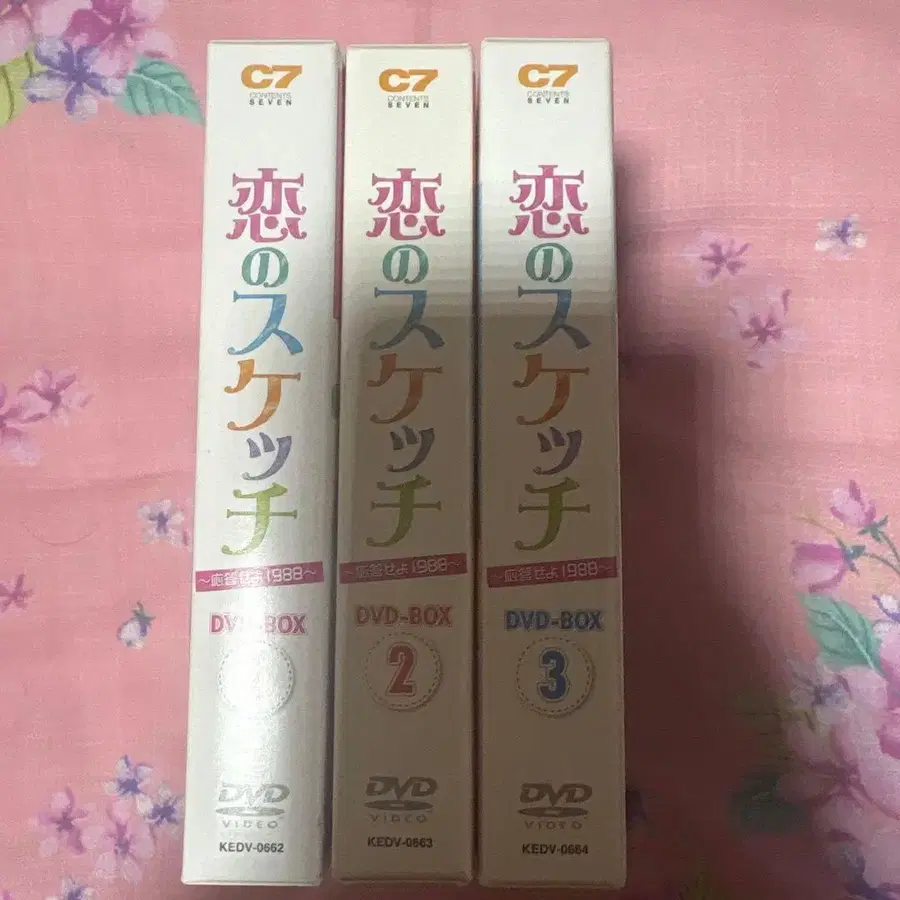 C7
CONTENTS
SEVEN
恋のスケッチ
~応答せよ1988~
DVD-BOX
DVD
VIDEO
KEDV-0662
C7
CONTENTS
SEVEN
恋のスケッチ
~応答せよ1988~
DVD-BOX
2
DVD
VIDEO
KEDV-0663
C7
CONTENTS
SEVEN
恋のスケッチ
~応答せよ1988~
DVD-BOX
3
DVD
VIDEO
KEDV-0664